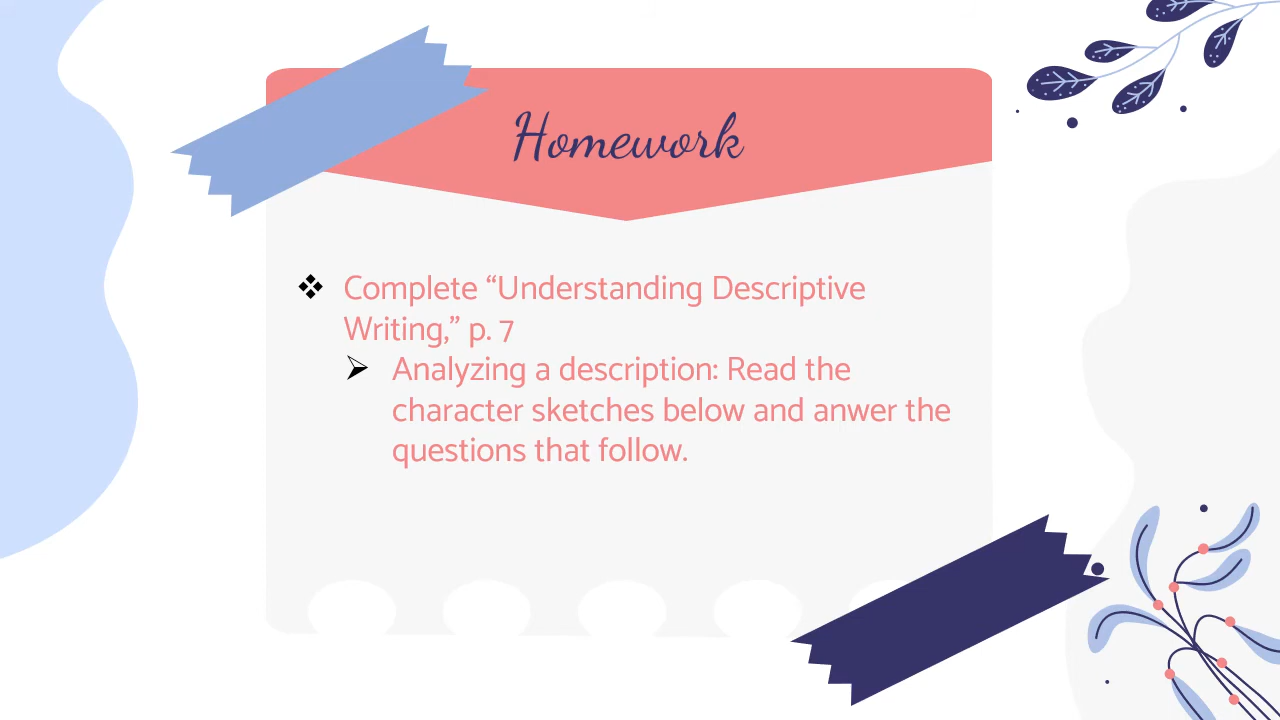 Homework
Complete “Understanding Descriptive
Writing,” p. 7
Analyzing a description: Read the
character sketches below and anwer the
questions that follow.